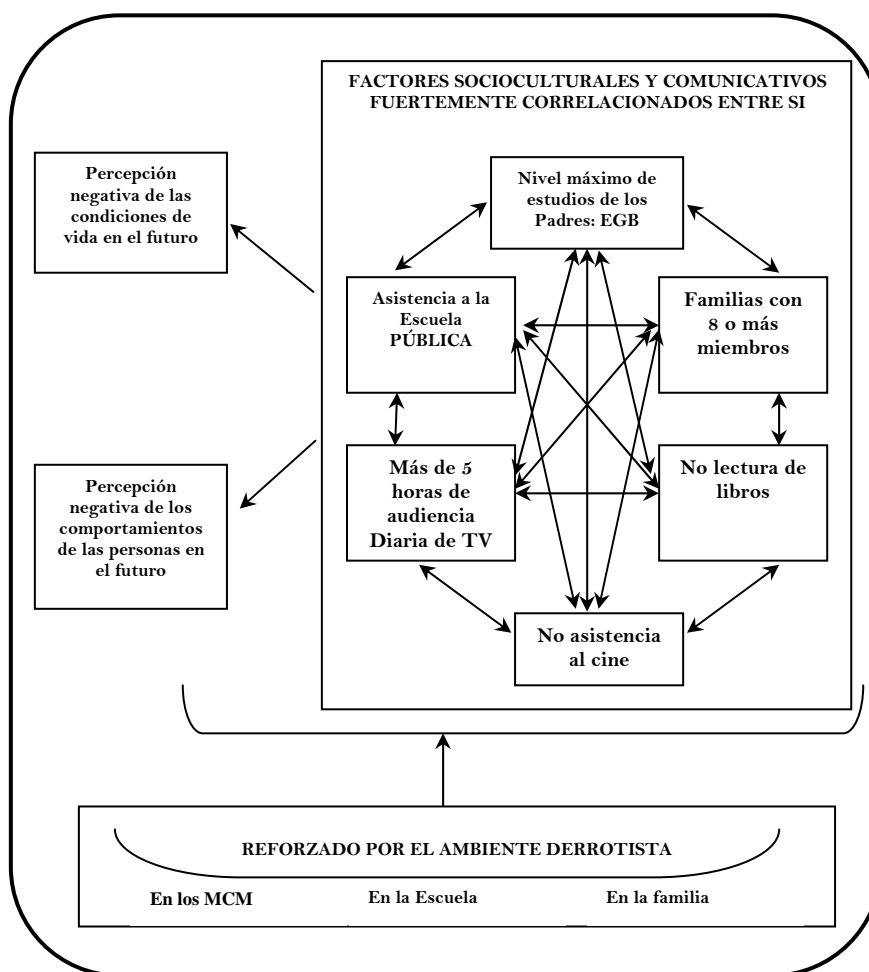 FACTORES SOCIOCULTURALES Y COMUNICATIVOS
FUERTEMENTE CORRELACIONADOS ENTRE SI
Percepción
negativa de las
condiciones de
vida en el futuro
Nivel máximo de
estudios de los
Padres: EGB
Asistencia a la
Escuela
PÚBLICA
Familias con
8 o más
miembros
Más de 5
horas de
audiencia
Diaria de TV
No lectura de
libros
Percepción
negativa de los
comportamientos
de las personas en
el futuro
No asistencia
al cine
REFORZADO POR EL AMBIENTE DERROTISTA
En los MCM
En la Escuela
En la familia